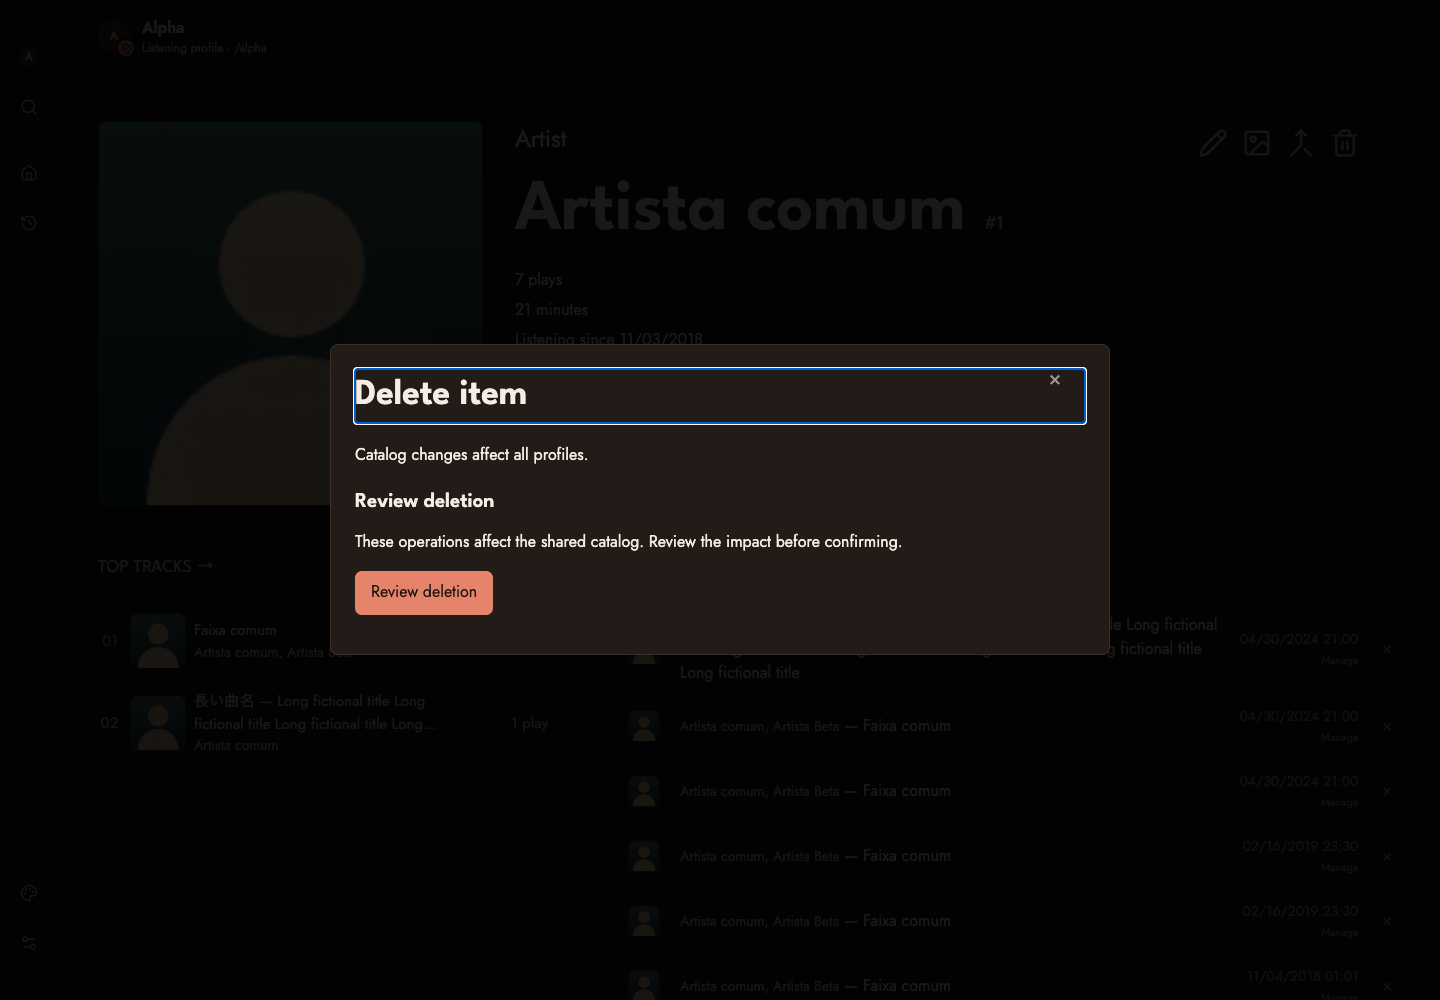 A
Alpha
Listening profile · /alpha
A
Artist
Artista comum #1
7 plays
21 minutes
Listening since 11/03/2018
Delete item
×
Catalog changes affect all profiles.
Review deletion
These operations affect the shared catalog. Review the impact before confirming.
Review deletion
TOP TRACKS →
01
Faixa comum
Artista comum, Artista
02
長い曲名 — Long fictional title Long
fictional title Long fictional title Long...
Artista comum
1 play
Long fictional
fictional title
Long fictional title
04/30/2024 21:00
Manage
×
Artista comum, Artista Beta — Faixa comum
04/30/2024 21:00
Manage
×
Artista comum, Artista Beta — Faixa comum
04/30/2024 21:00
Manage
×
Artista comum, Artista Beta — Faixa comum
02/16/2019 23:30
Manage
×
Artista comum, Artista Beta — Faixa comum
02/16/2019 23:30
Manage
×
Artista comum, Artista Beta — Faixa comum
11/04/2018 01:01
Manage
×